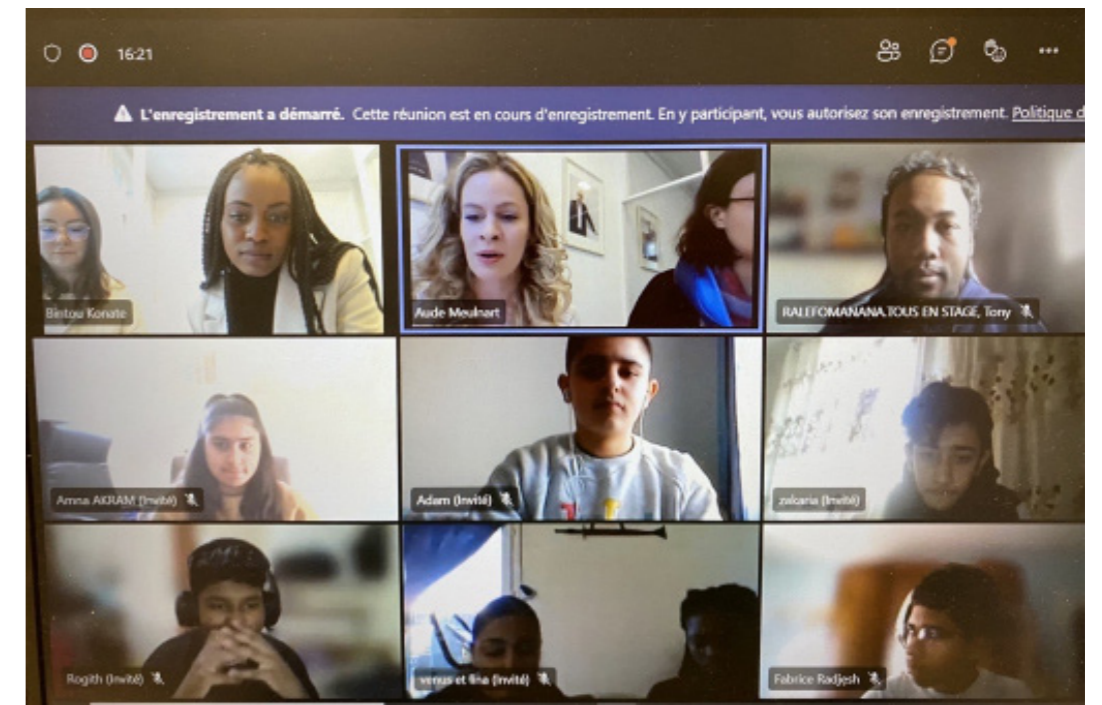 16:21
L'enregistrement a démarré. Cette réunion est en cours d'enregistrement. En y participant, vous autorisez son enregistrement. Politique d
Bintou Konate
Aude Meulnart
RALEFOMANANA.TOUS EN STAGE, Tony
Amna AKRAM (Invité)
Adam (Invité)
zakaria (Invité)
Rogith (Invité)
venus et lina (Invité)
Fabrice Radjesh